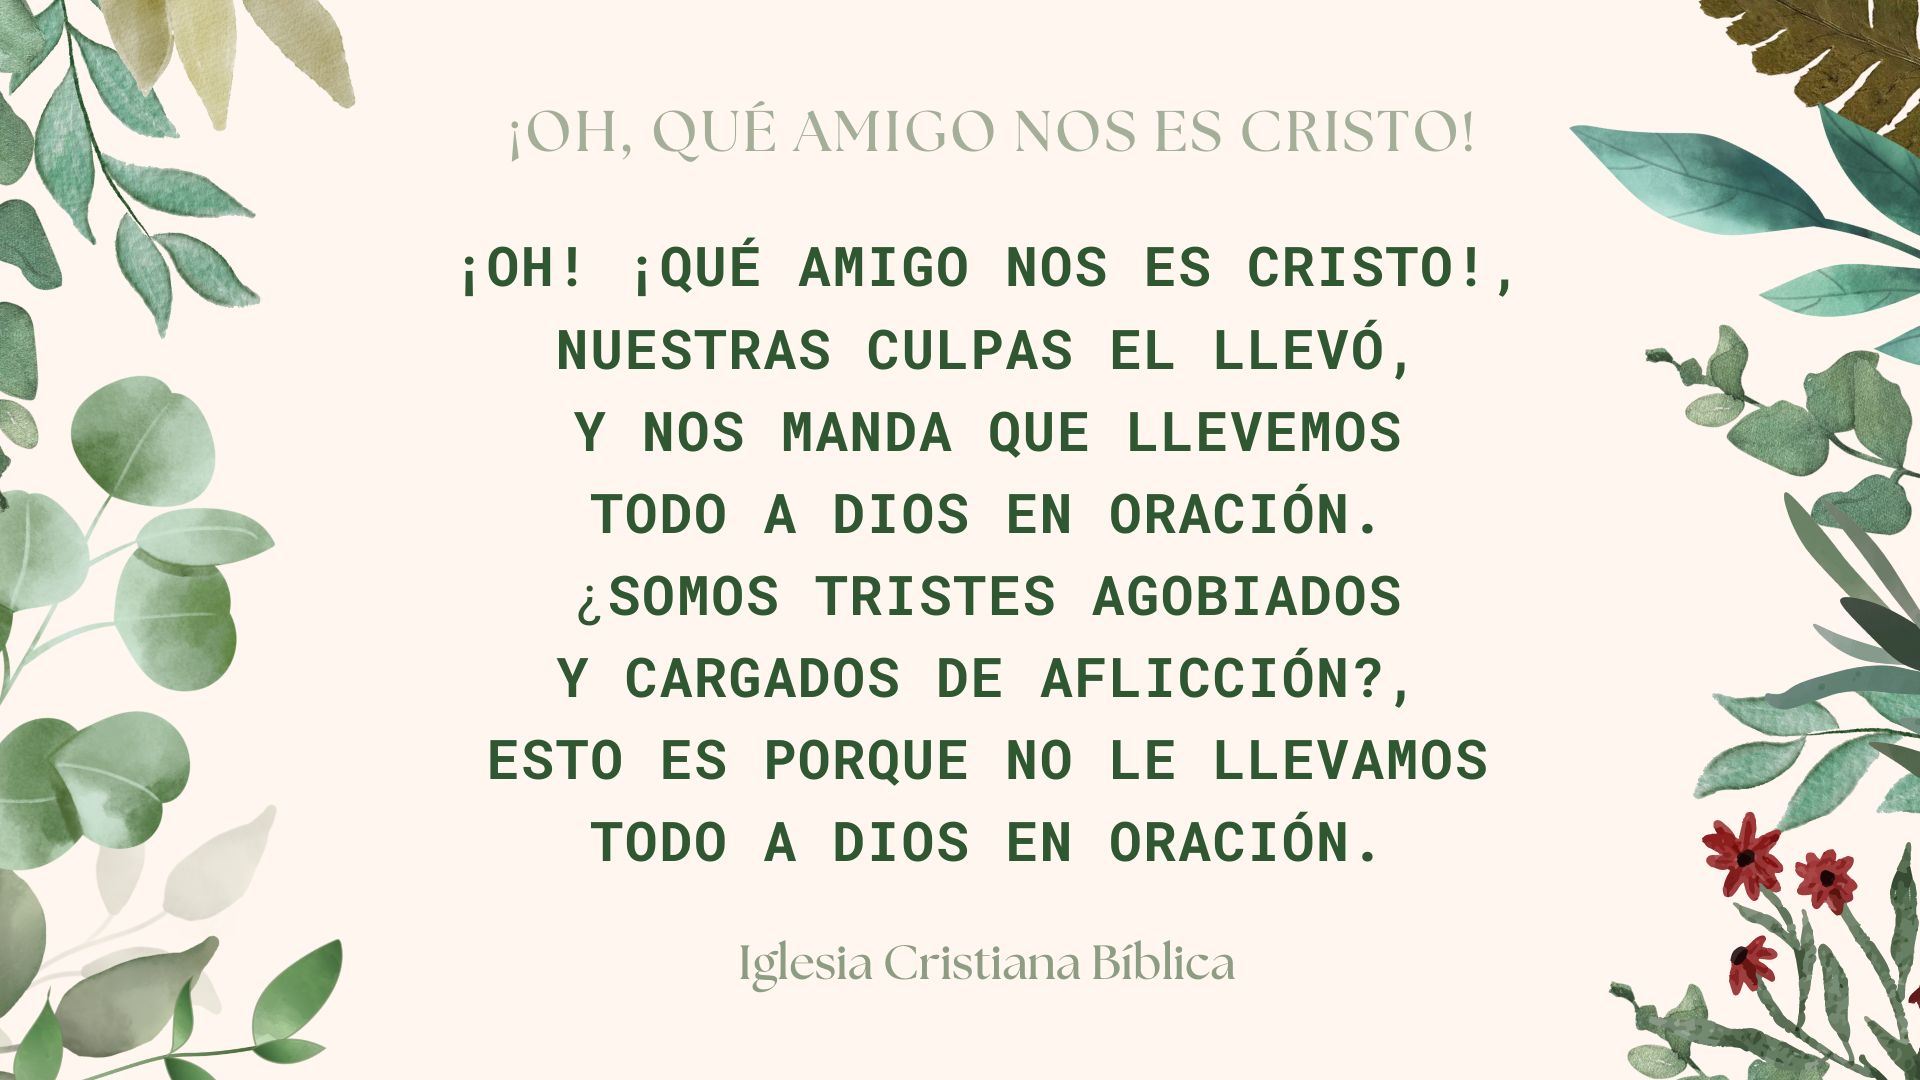 ¡OH, QUÉ AMIGO NOS ES CRISTO!
¡OH! ¡QUÉ AMIGO NOS ES CRISTO!,
NUESTRAS CULPAS EL LLEVÓ,
Y NOS MANDA QUE LLEVEMOS
TODO A DIOS EN ORACIÓN.
¿SOMOS TRISTES AGOBIADOS
Y CARGADOS DE AFLICCIÓN?,
ESTO ES PORQUE NO LE LLEVAMOS
TODO A DIOS EN ORACIÓN.
Iglesia Cristiana Bíblica